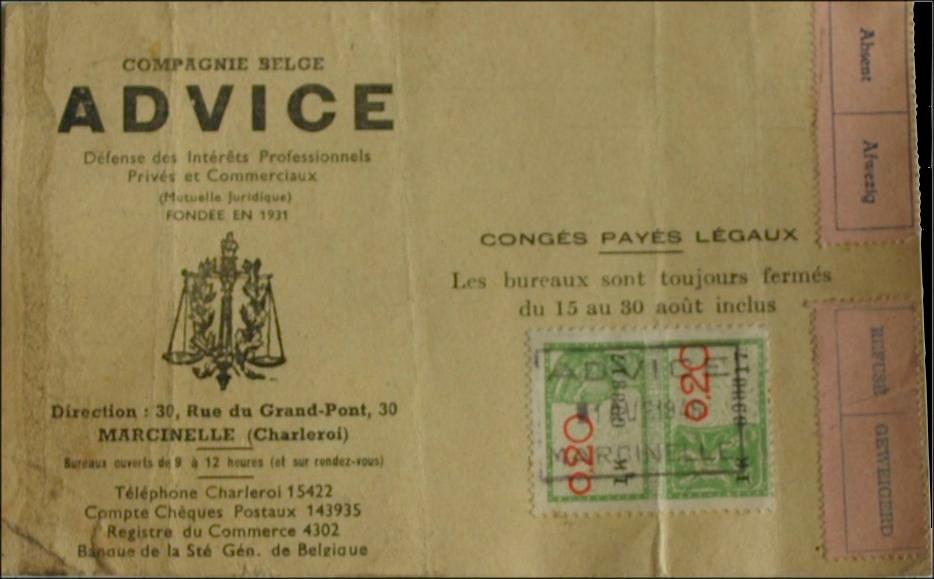 COMPAGNIE BELGE
ADVICE
Défense des Intérêts Professionnels
Privés et Commerciaux
(Mutuelle Juridique)
FONDÉE EN 1931
Direction : 30, Rue du Grand-Pont, 30
MARCINELLE (Charleroi)
Bureaux ouverts de 9 à 12 heures (et sur rendez-vous)
Téléphone Charleroi 15422
Compte Chèques Postaux 143935
Registre du Commerce 4302
Banque de la Sté Gén. de Belgique
CONGÉS PAYÉS LÉGAUX
Les bureaux sont toujours fermés
du 15 au 30 août inclus
ADVICE
MARCINELLE
0,20
0,20
Absent
Afwezig
REFUSÉ
GEWEIGERD